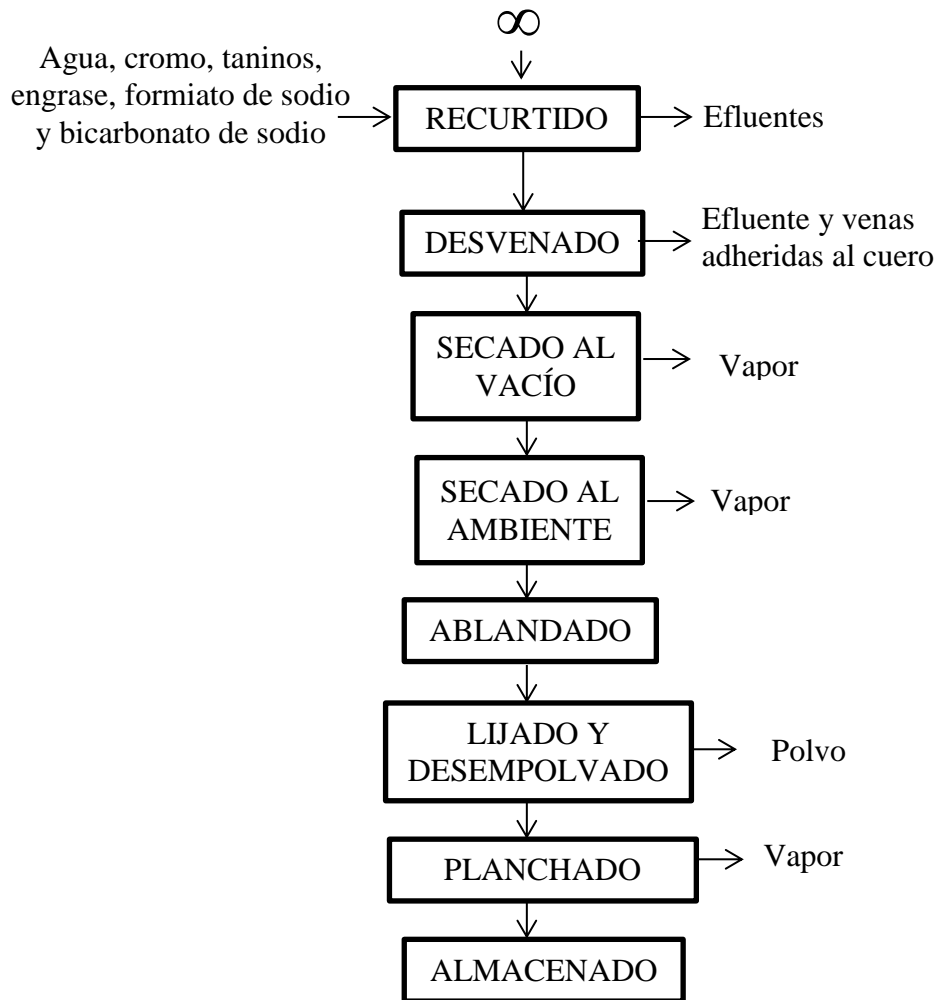 ∞
Agua, cromo, taninos,
engrase, formiato de sodio
y bicarbonato de sodio
RECURTIDO
Efluentes
DESVENADO
Efluente y venas
adheridas al cuero
SECADO AL
VACÍO
Vapor
SECADO AL
AMBIENTE
Vapor
ABLANDADO
LIJADO Y
DESEMPOLVADO
Polvo
PLANCHADO
Vapor
ALMACENADO